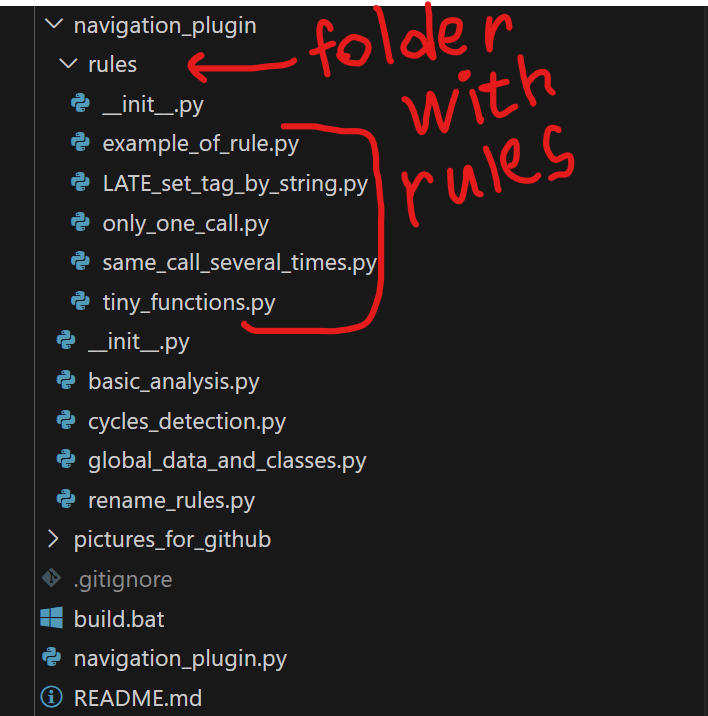 navigation_plugin
rules
__init__.py
example_of_rule.py
LATE_set_tag_by_string.py
only_one_call.py
same_call_several_times.py
tiny_functions.py
__init__.py
basic_analysis.py
cycles_detection.py
global_data_and_classes.py
rename_rules.py
pictures_for_github
.gitignore
build.bat
navigation_plugin.py
README.md
folder
with
rules